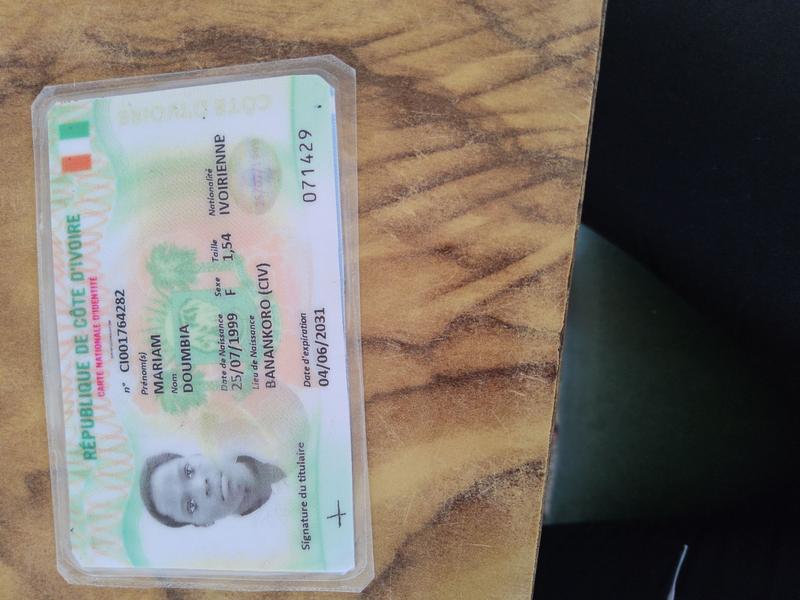 RÉPUBLIQUE DE CÔTE D'IVOIRE
CARTE NATIONALE D'IDENTITÉ
CÔTE D'IVOIRE
n° CI001764282
Prénom(s)
MARIAM
Nom
DOUMBIA
Date de Naissance Sexe Taille Nationalité
25/07/1999 F 1,54 IVOIRIENNE
Lieu de Naissance
BANANKORO (CIV)
Date d'expiration
04/06/2031
071429
Signature du titulaire